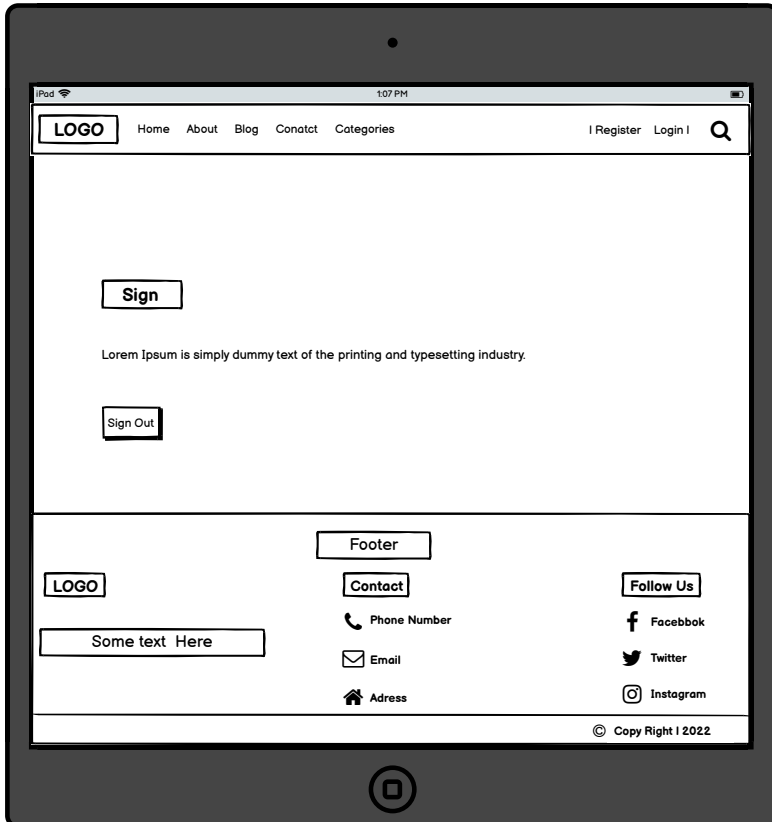 iPad 1:07 PM
LOGO Home About Blog Conatct Categories I Register Login I
Sign
Lorem Ipsum is simply dummy text of the printing and typesetting industry.
Sign Out
Footer
LOGO Contact Follow Us
Phone Number Facebbok
Some text Here
Email Twitter
Adress Instagram
© Copy Right I 2022